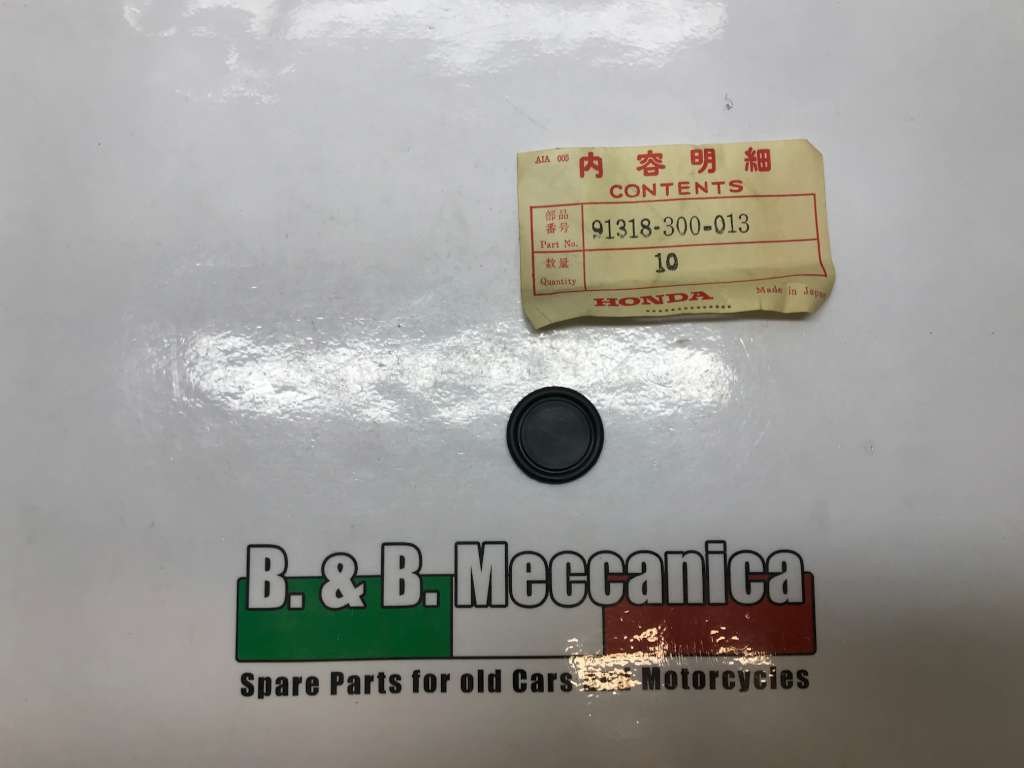 AIA 005
内容明細
CONTENTS
部品
番号
Part No.
91318-300-013
数量
Quantity
10
HONDA
Made in Japan
B. & B. Meccanica
Spare Parts for old Cars and Motorcycles